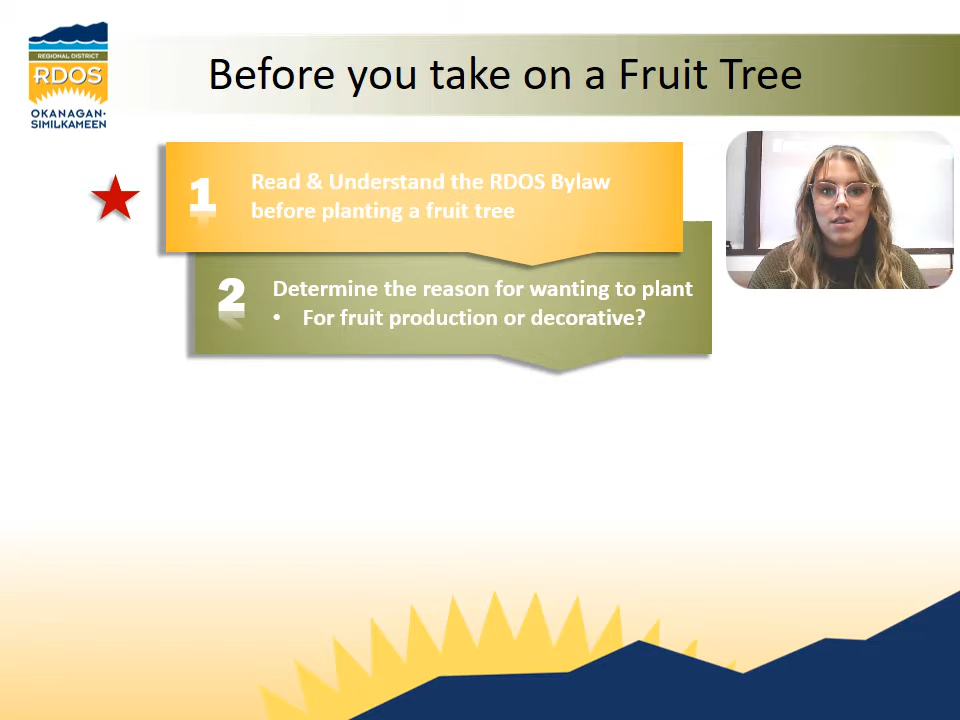 REGIONAL DISTRICT
RDOS
OKANAGAN-
SIMILKAMEEN
Before you take on a Fruit Tree
1
Read & Understand the RDOS Bylaw
before planting a fruit tree
2
Determine the reason for wanting to plant
• For fruit production or decorative?